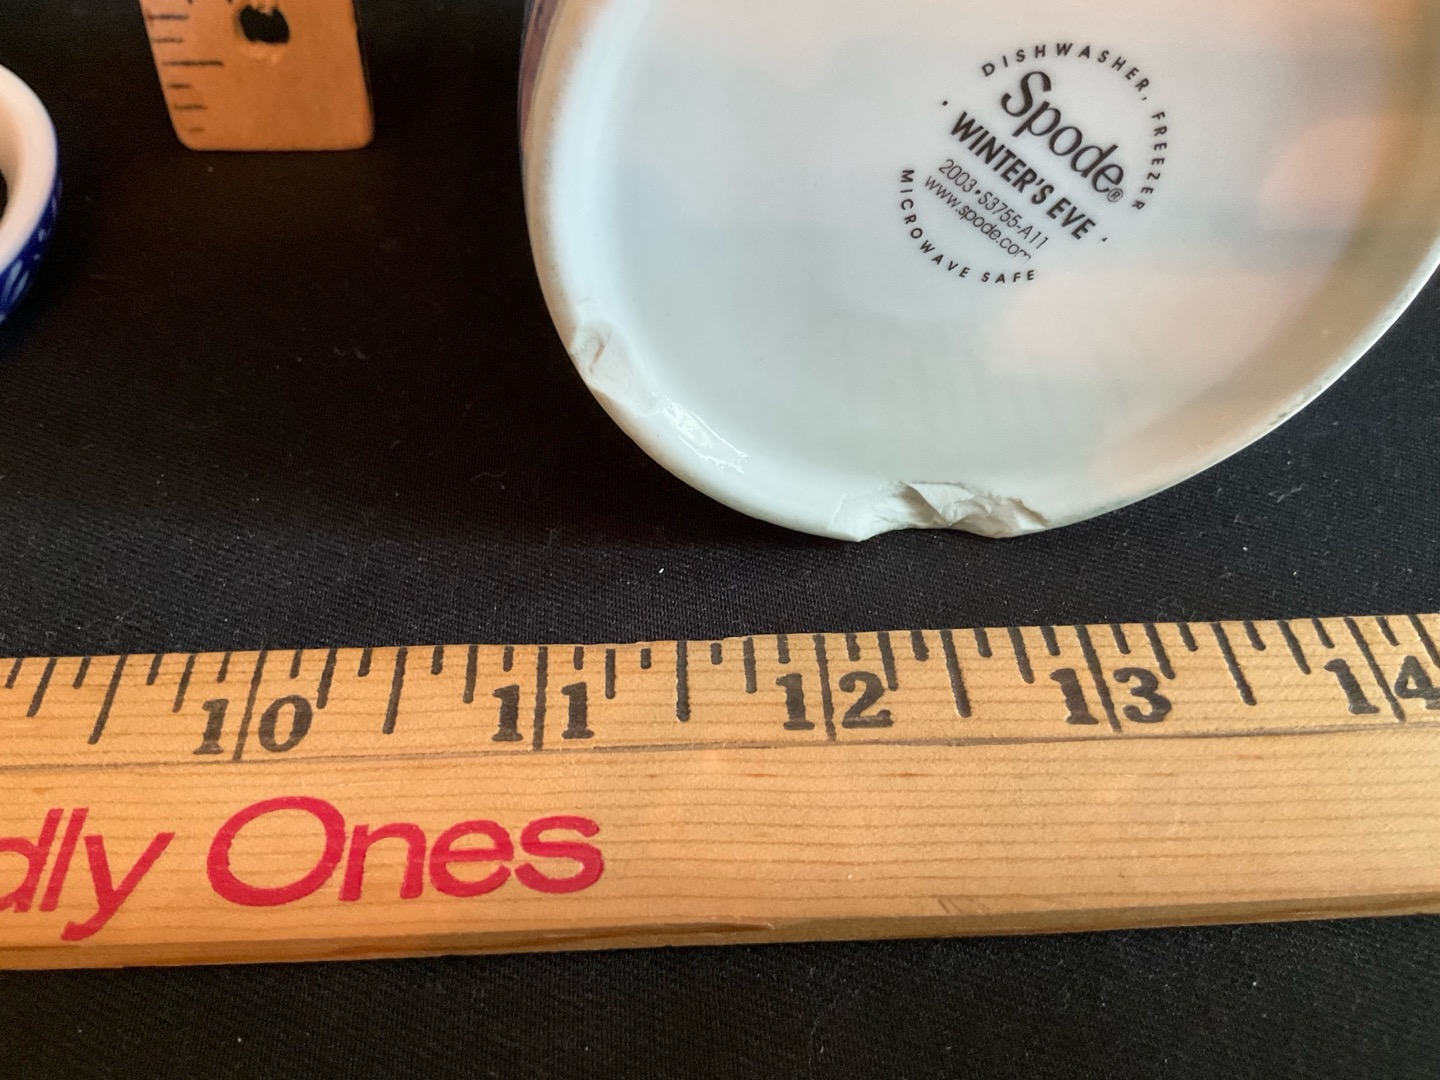 DISHWASHER, FREEZER
Spode®
· WINTER'S EVE ·
2003 • S3755-A11
www.spode.com
MICROWAVE SAFE
10 11 12 13 14
dly Ones